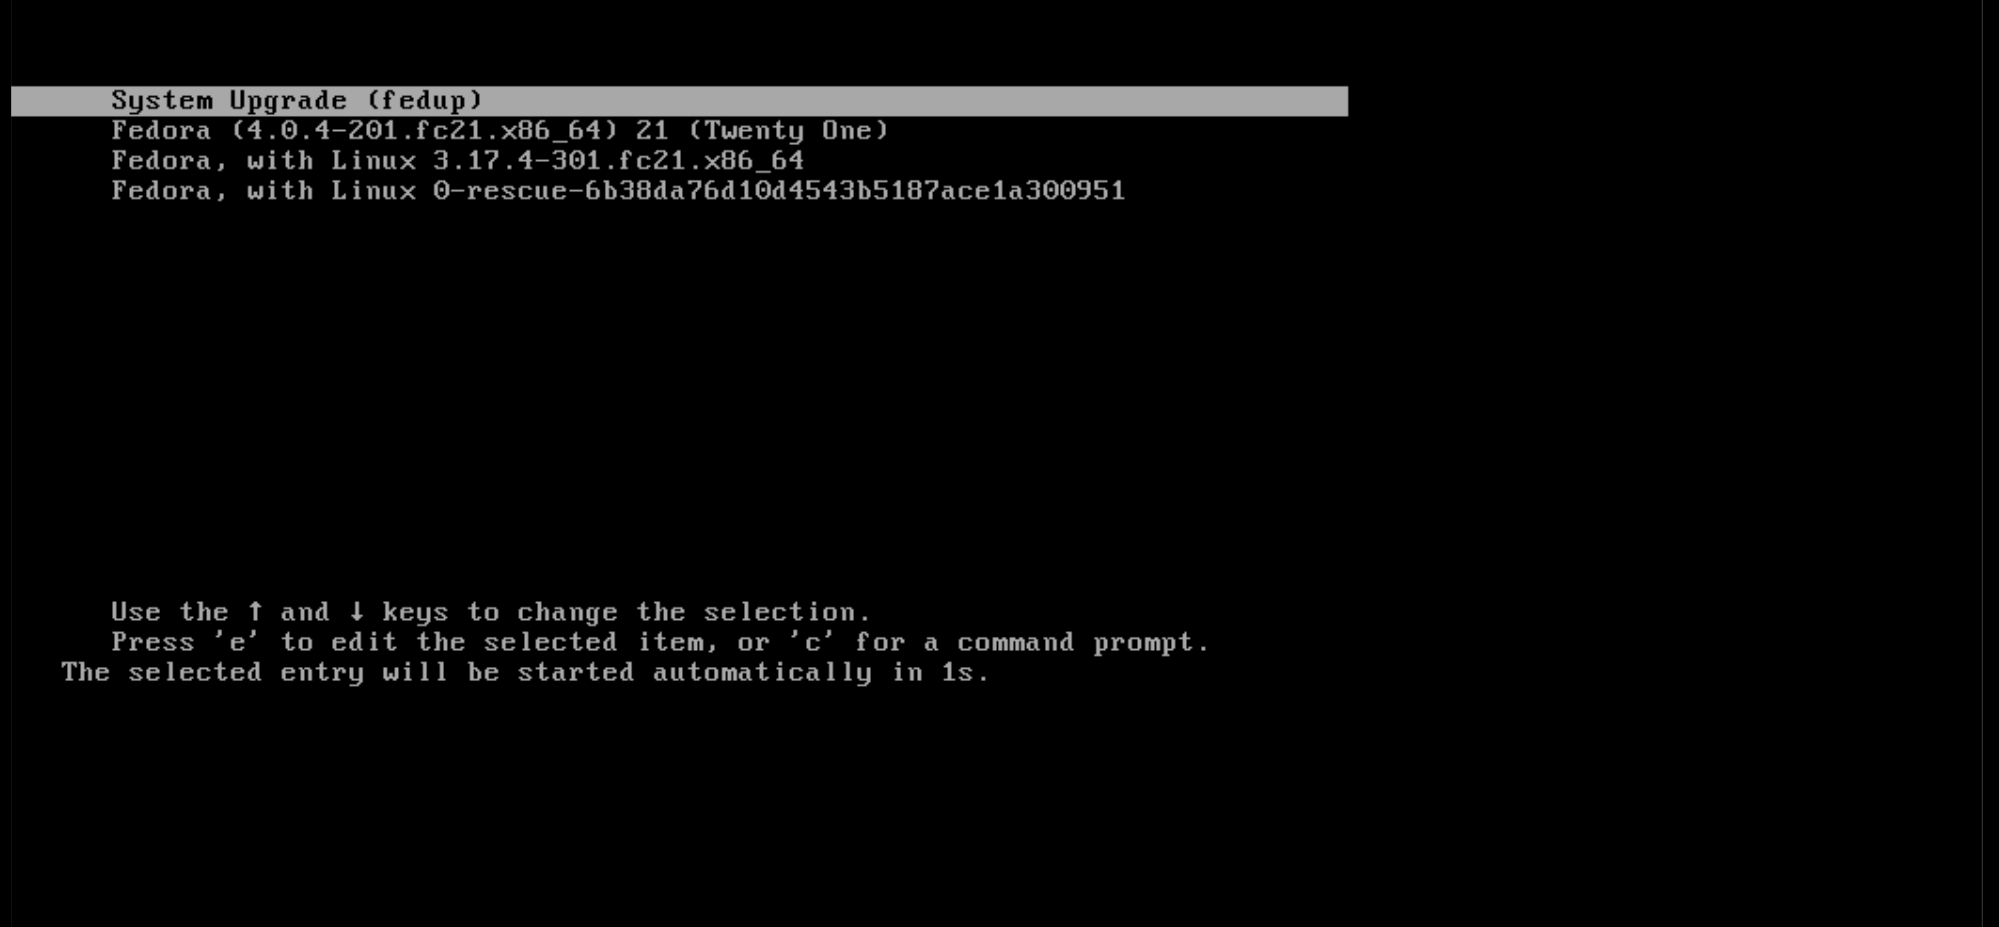 System Upgrade (fedup)
Fedora (4.0.4-201.fc21.x86_64) 21 (Twenty One)
Fedora, with Linux 3.17.4-301.fc21.x86_64
Fedora, with Linux 0-rescue-6b38da76d10d4543b5187ace1a300951
Use the ↑ and ↓ keys to change the selection.
Press 'e' to edit the selected item, or 'c' for a command prompt.
The selected entry will be started automatically in 1s.